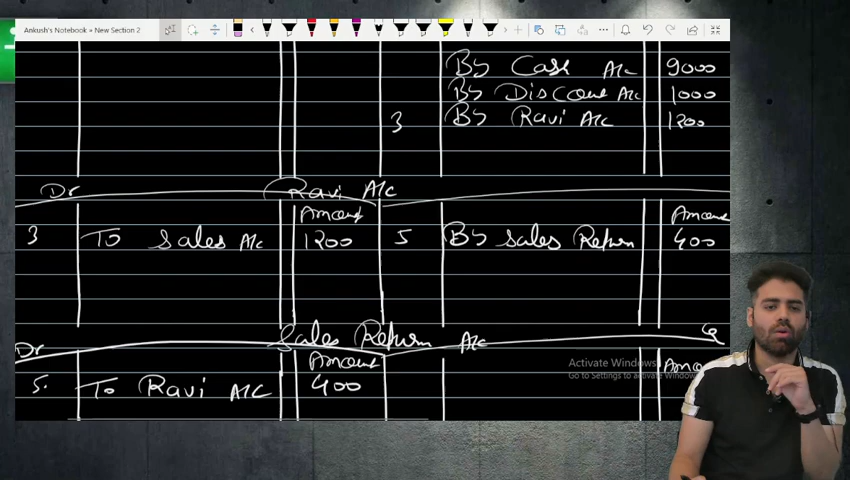 Ankush's Notebook » New Section 2
By Cash A/c 9000
By Discount A/c 1000
3 By Ravi A/c 1200
Dr Ravi A/c
Amount Amount
3 To Sales A/c 1200 5 By Sales Return 400
Sales Return A/c
Dr Cr
Amount
5. To Ravi A/c 400
Activate Windows
Go to Settings to activate Windows.